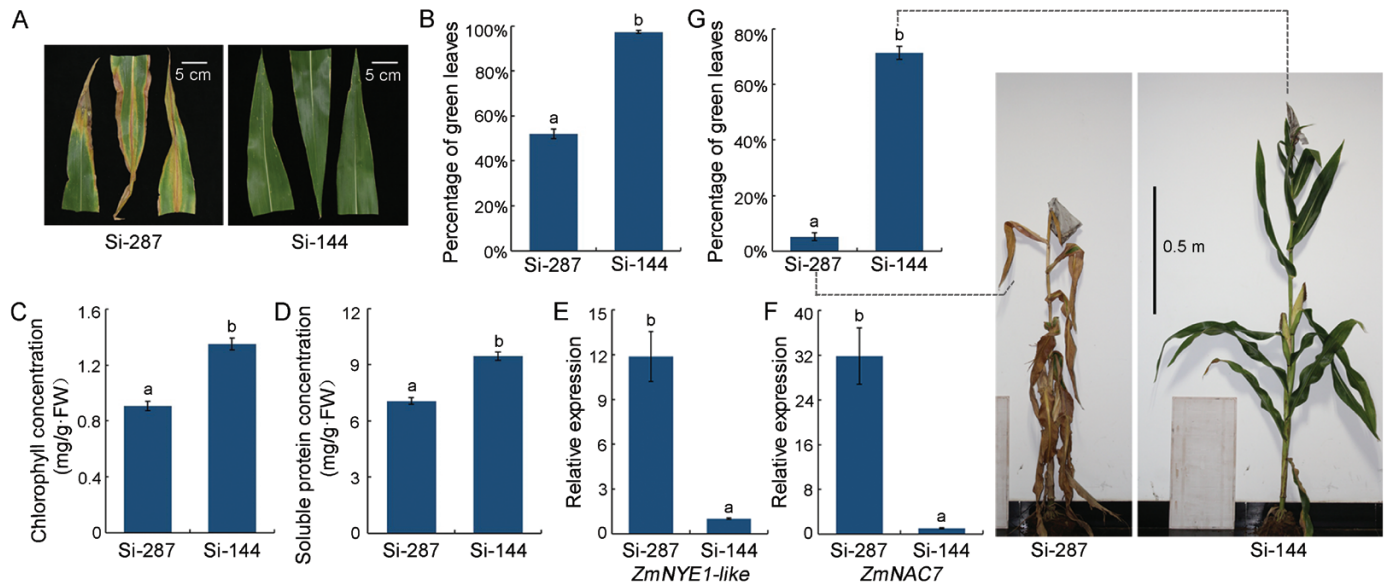 A
5 cm
5 cm
Si-287
Si-144
B
Percentage of green leaves
100%
80%
60%
40%
20%
0%
a
b
Si-287
Si-144
G
Percentage of green leaves
80%
60%
40%
20%
0%
a
b
Si-287
Si-144
0.5 m
Si-287
Si-144
C
Chlorophyll concentration
(mg/g·FW)
1.6
1.2
0.8
0.4
0
a
b
Si-287
Si-144
D
Soluble protein concentration
(mg/g·FW)
12
9
6
3
0
a
b
Si-287
Si-144
E
Relative expression
15
12
9
6
3
0
b
a
Si-287
Si-144
ZmNYE1-like
F
Relative expression
40
32
24
16
8
0
b
a
Si-287
Si-144
ZmNAC7